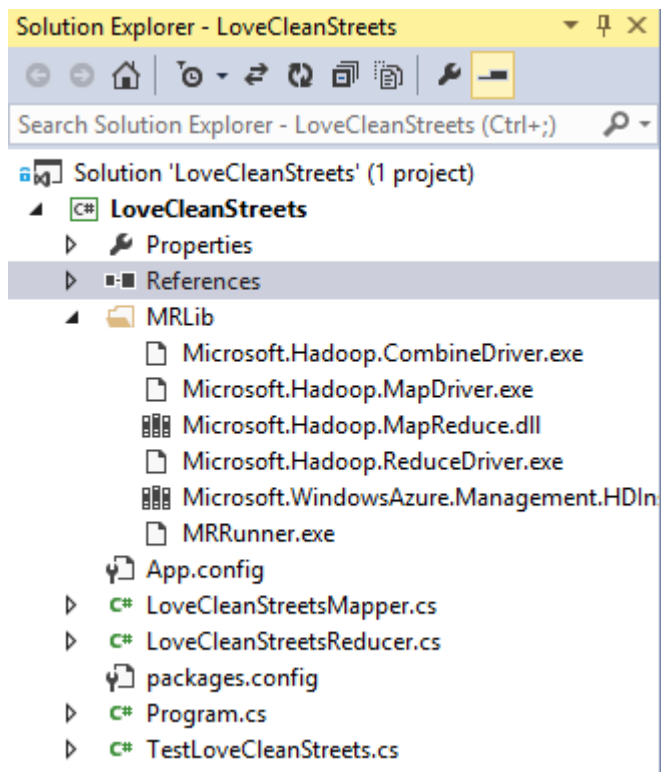 Solution Explorer - LoveCleanStreets
Search Solution Explorer - LoveCleanStreets (Ctrl+;)
Solution 'LoveCleanStreets' (1 project)
C# LoveCleanStreets
Properties
References
MRLib
Microsoft.Hadoop.CombineDriver.exe
Microsoft.Hadoop.MapDriver.exe
Microsoft.Hadoop.MapReduce.dll
Microsoft.Hadoop.ReduceDriver.exe
Microsoft.WindowsAzure.Management.HDIn
MRRunner.exe
App.config
C# LoveCleanStreetsMapper.cs
C# LoveCleanStreetsReducer.cs
packages.config
C# Program.cs
C# TestLoveCleanStreets.cs